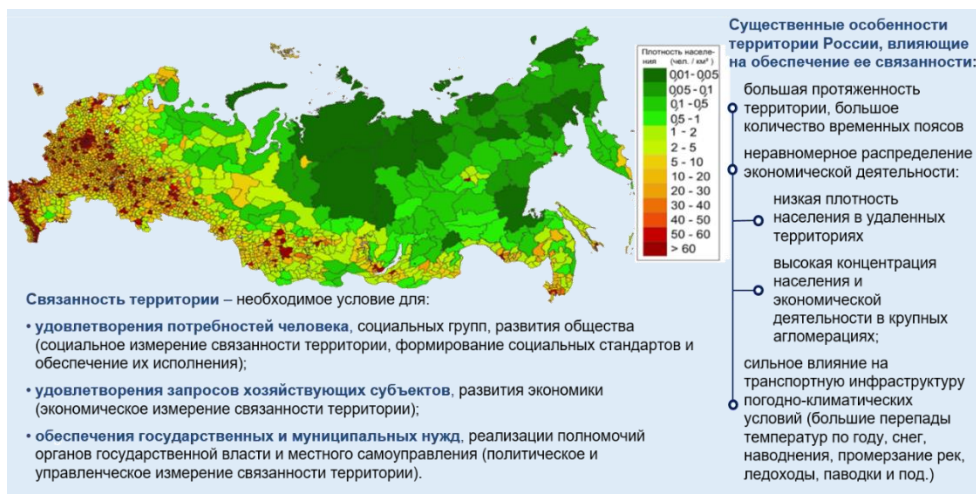 Существенные особенности
территории России, влияющие
на обеспечение ее связанности:
большая протяженность
территории, большое
количество временных поясов
неравномерное распределение
экономической деятельности:
низкая плотность
населения в удаленных
территориях
высокая концентрация
населения и
экономической
деятельности в крупных
агломерациях;
сильное влияние на
транспортную инфраструктуру
погодно-климатических
условий (большие перепады
температур по году, снег,
наводнения, промерзание рек,
ледоходы, паводки и под.)
Плотность населе-
ния (чел. / км²)
0,01-0,05
0,05-0,1
0,1-0,5
0,5-1
1 - 2
2 - 5
5 - 10
10 - 20
20 - 30
30 - 40
40 - 50
50 - 60
> 60
Связанность территории – необходимое условие для:
• удовлетворения потребностей человека, социальных групп, развития общества
(социальное измерение связанности территории, формирование социальных стандартов и
обеспечение их исполнения);
• удовлетворения запросов хозяйствующих субъектов, развития экономики
(экономическое измерение связанности территории);
• обеспечения государственных и муниципальных нужд, реализации полномочий
органов государственной власти и местного самоуправления (политическое и
управленческое измерение связанности территории).